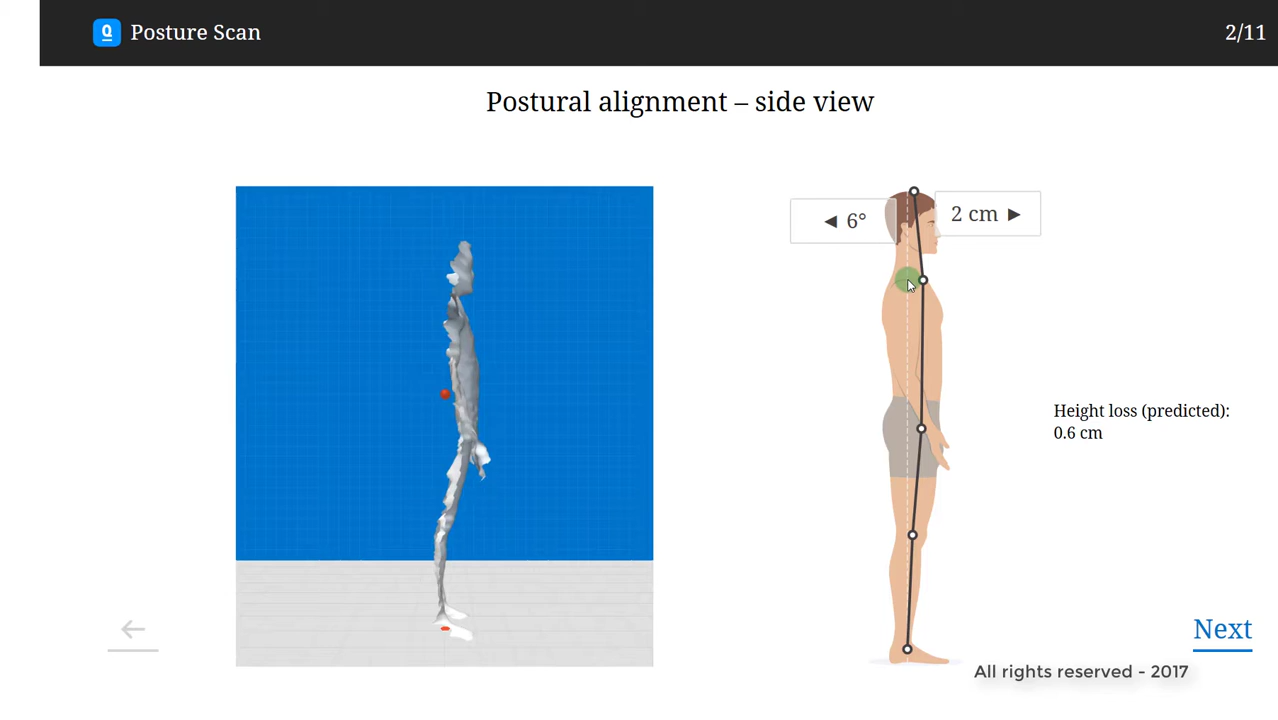 Posture Scan
2/11
Postural alignment – side view
◄ 6°
2 cm ►
Height loss (predicted):
0.6 cm
Next
All rights reserved - 2017